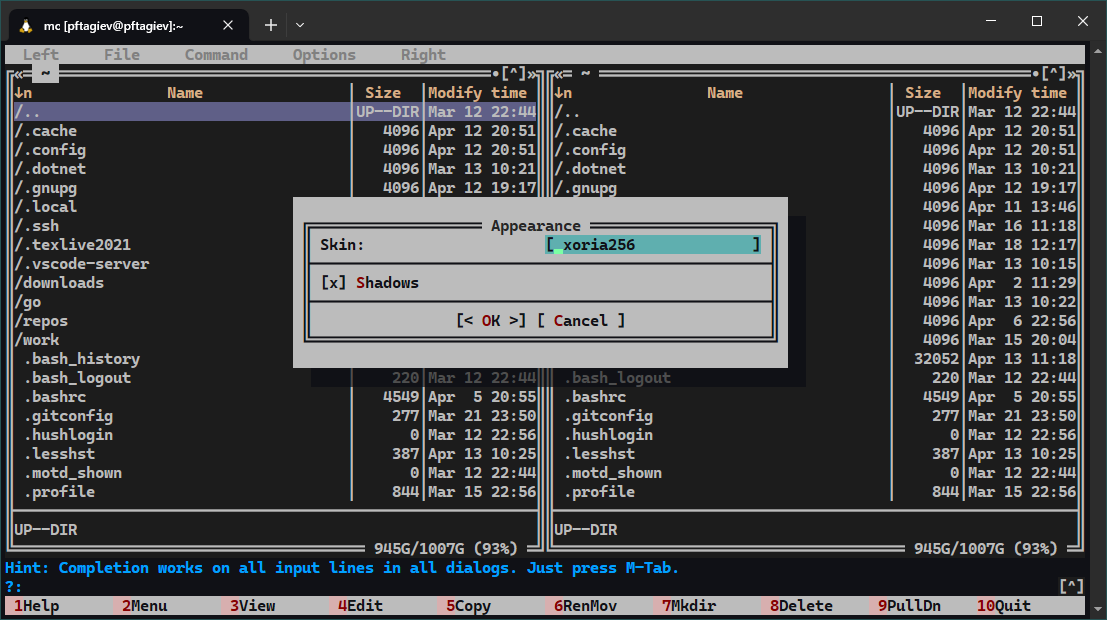 mc [pftagiev@pftagiev]:~
Left File Command Options Right
«= ~ •[^]» «= ~ •[^]»
↓n Name Size Modify time ↓n Name Size Modify time
/.. UP--DIR Mar 12 22:44 /.. UP--DIR Mar 12 22:44
/.cache 4096 Apr 12 20:51 /.cache 4096 Apr 12 20:51
/.config 4096 Apr 12 20:51 /.config 4096 Apr 12 20:51
/.dotnet 4096 Mar 13 10:21 /.dotnet 4096 Mar 13 10:21
/.gnupg 4096 Apr 12 19:17 /.gnupg 4096 Apr 12 19:17
/.local 4096 Apr 11 13:46
/.ssh Appearance 4096 Mar 16 11:18
/.texlive2021 Skin: [ xoria256 ] 4096 Mar 18 12:17
/.vscode-server 4096 Mar 13 10:15
/downloads [x] Shadows 4096 Apr 2 11:29
/go 4096 Mar 13 10:22
/repos [< OK >] [ Cancel ] 4096 Apr 6 22:56
/work 4096 Mar 15 20:04
.bash_history 32052 Apr 13 11:18
.bash_logout 220 Mar 12 22:44 .bash_logout 220 Mar 12 22:44
.bashrc 4549 Apr 5 20:55 .bashrc 4549 Apr 5 20:55
.gitconfig 277 Mar 21 23:50 .gitconfig 277 Mar 21 23:50
.hushlogin 0 Mar 12 22:56 .hushlogin 0 Mar 12 22:56
.lesshst 387 Apr 13 10:25 .lesshst 387 Apr 13 10:25
.motd_shown 0 Mar 12 22:44 .motd_shown 0 Mar 12 22:44
.profile 844 Mar 15 22:56 .profile 844 Mar 15 22:56
UP--DIR UP--DIR
945G/1007G (93%) 945G/1007G (93%)
Hint: Completion works on all input lines in all dialogs. Just press M-Tab.
?: [^]
1Help 2Menu 3View 4Edit 5Copy 6RenMov 7Mkdir 8Delete 9PullDn 10Quit